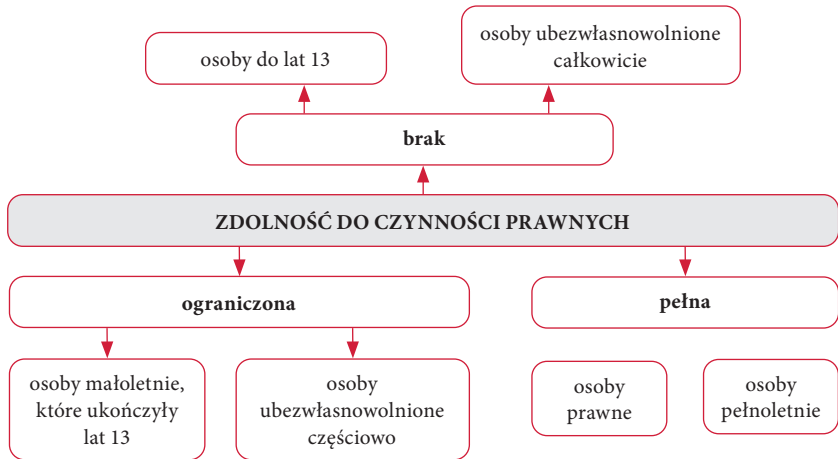 osoby do lat 13
osoby ubezwłasnowolnione
całkowicie
brak
ZDOLNOŚĆ DO CZYNNOŚCI PRAWNYCH
ograniczona
pełna
osoby małoletnie,
które ukończyły
lat 13
osoby
ubezwłasnowolnione
częściowo
osoby
prawne
osoby
pełnoletnie